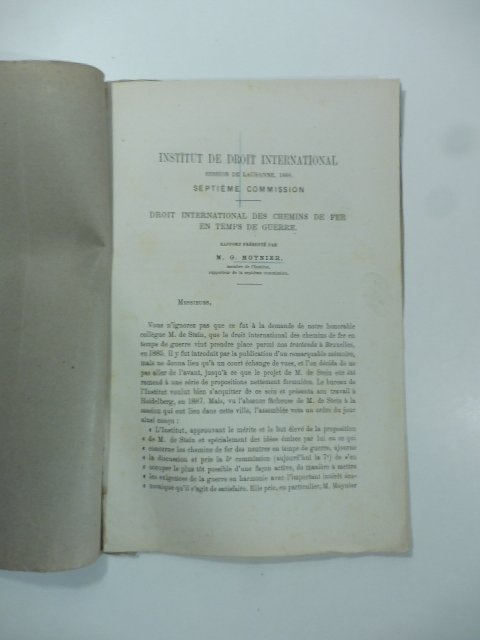 INSTITUT DE DROIT INTERNATIONAL
SESSION DE LAUSANNE, 1888.
SEPTIÈME COMMISSION
DROIT INTERNATIONAL DES CHEMINS DE FER
EN TEMPS DE GUERRE.
RAPPORT PRÉSENTÉ PAR
M. G. MOYNIER,
membre de l'Institut,
rapporteur de la septième commission.
MESSIEURS,
Vous n'ignorez pas que ce fut à la demande de notre honorable
collègue M. de Stein, que le droit international des chemins de fer en
temps de guerre vint prendre place parmi nos tractanda à Bruxelles,
en 1885. Il y fut introduit par la publication d'un remarquable mémoire,
mais ne donna lieu qu'à un court échange de vues, et l'on décida de ne
pas aller de l'avant, jusqu'à ce que le projet de M. de Stein eût été
ramené à une série de propositions nettement formulées. Le bureau de
l'Institut voulut bien s'acquitter de ce soin et présenta son travail à
Heidelberg, en 1887. Mais, vu l'absence fâcheuse de M. de Stein à la
session qui eut lieu dans cette ville, l'assemblée vota un ordre du jour
ainsi conçu :
« L'Institut, approuvant le mérite et le but élevé de la proposition
« de M. de Stein et spécialement des idées émises par lui en ce qui
« concerne les chemins de fer des neutres en temps de guerre, ajourne
« la discussion et prie la 5e commission (aujourd'hui la 7e) de s'en
« occuper le plus tôt possible d'une façon active, de manière à mettre
« les exigences de la guerre en harmonie avec l'important intérêt éco-
« nomique qu'il s'agit de satisfaire. Elle prie, en particulier, M. Moynier